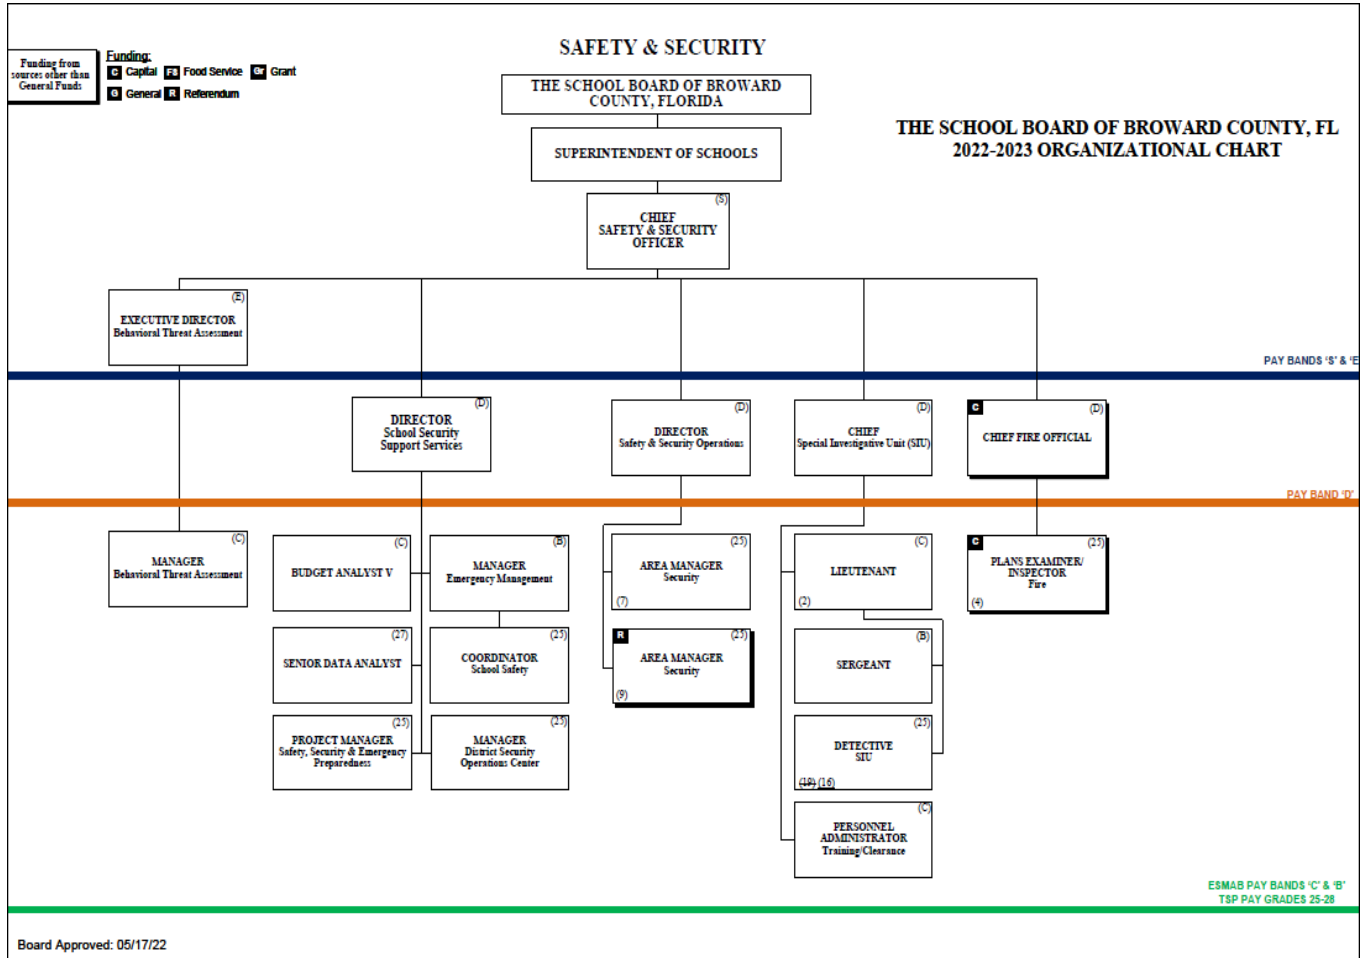 SAFETY & SECURITY
Funding from
sources other than
General Funds
Funding:
C Capital FS Food Service Gr Grant
G General R Referendum
THE SCHOOL BOARD OF BROWARD
COUNTY, FLORIDA
THE SCHOOL BOARD OF BROWARD COUNTY, FL
2022-2023 ORGANIZATIONAL CHART
SUPERINTENDENT OF SCHOOLS
(S)
CHIEF
SAFETY & SECURITY
OFFICER
(E)
EXECUTIVE DIRECTOR
Behavioral Threat Assessment
PAY BANDS 'S' & 'E
(D)
DIRECTOR
School Security
Support Services
(D)
DIRECTOR
Safety & Security Operations
(D)
CHIEF
Special Investigative Unit (SIU)
C (D)
CHIEF FIRE OFFICIAL
PAY BAND 'D'
(C)
MANAGER
Behavioral Threat Assessment
(C)
BUDGET ANALYST V
(B)
MANAGER
Emergency Management
(25)
AREA MANAGER
Security
(7)
(C)
LIEUTENANT
(2)
C (25)
PLANS EXAMINER/
INSPECTOR
Fire
(4)
(27)
SENIOR DATA ANALYST
(25)
COORDINATOR
School Safety
R (25)
AREA MANAGER
Security
(9)
(B)
SERGEANT
(25)
PROJECT MANAGER
Safety, Security & Emergency
Preparedness
(25)
MANAGER
District Security
Operations Center
(25)
DETECTIVE
SIU
(19) (16)
(C)
PERSONNEL
ADMINISTRATOR
Training/Clearance
ESMAB PAY BANDS 'C' & 'B'
TSP PAY GRADES 25-28
Board Approved: 05/17/22